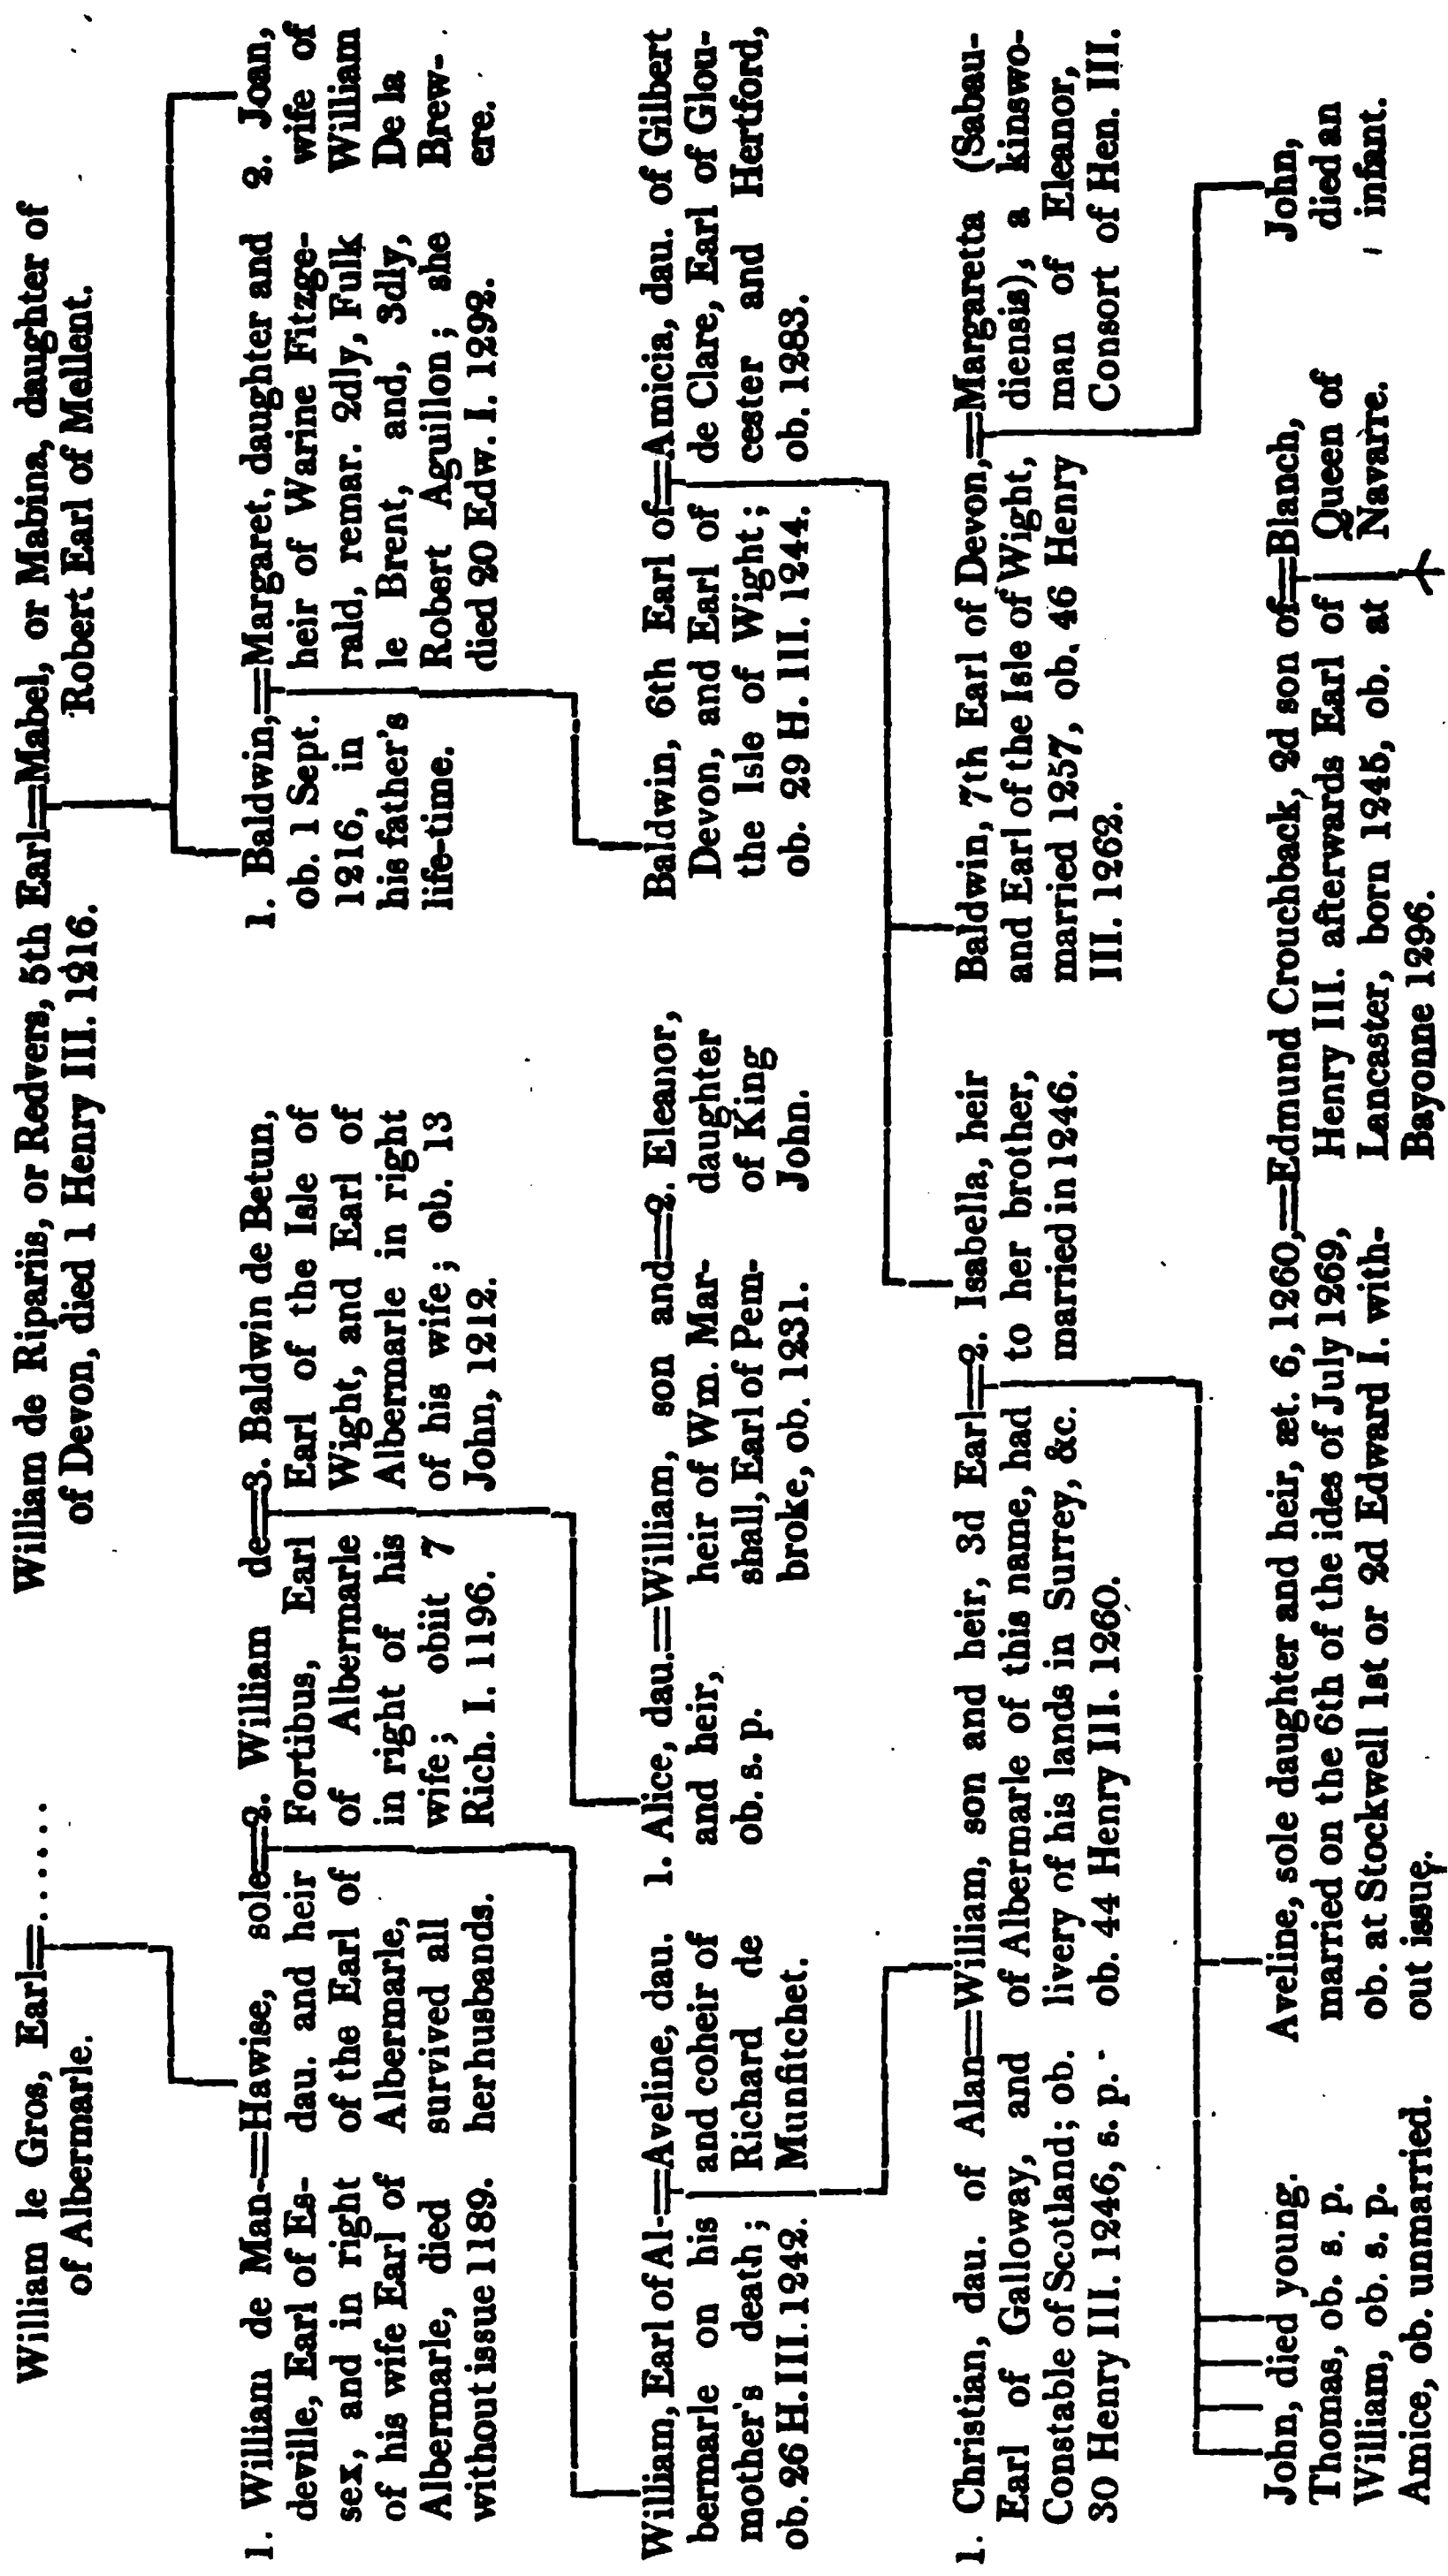 William le Gros, Earl=......
of Albermarle.
William de Ripariis, or Redvers, 5th Earl=Mabel, or Mabina, daughter of
of Devon, died 1 Henry III. 1216.
Robert Earl of Mellent.
1. William de Man-=Hawise, sole=2. William de=3. Baldwin de Betun,
deville, Earl of Es-
sex, and in right
of his wife Earl of
Albermarle, died
without issue 1189.
dau. and heir
of the Earl of
Albermarle,
survived all
her husbands.
Fortibus, Earl
of Albermarle
in right of his
wife; obiit 7
Rich. I. 1196.
Earl of the Isle of
Wight, and Earl of
Albermarle in right
of his wife; ob. 13
John, 1212.
1. Baldwin,=Margaret, daughter and
ob. 1 Sept.
1216, in
his father's
life-time.
heir of Warine Fitzge-
rald, remar. 2dly, Fulk
le Brent, and, 3dly,
Robert Aguillon; she
died 20 Edw. I. 1292.
2. Joan,
wife of
William
De la
Brew-
ere.
William, Earl of Al-=Aveline, dau.
bermarle on his
mother's death;
ob. 26 H. III. 1242.
and coheir of
Richard de
Munfitchet.
1. Alice, dau.=William, son and=2. Eleanor,
and heir,
ob. s. p.
heir of Wm. Mar-
shall, Earl of Pem-
broke, ob. 1231.
daughter
of King
John.
Baldwin, 6th Earl of=Amicia, dau. of Gilbert
Devon, and Earl of
the Isle of Wight;
ob. 29 H. III. 1244.
de Clare, Earl of Glou-
cester and Hertford,
ob. 1283.
1. Christian, dau. of Alan=William, son and heir, 3d Earl=2. Isabella, heir
Earl of Galloway, and
Constable of Scotland; ob.
30 Henry III. 1246, s. p.
of Albermarle of this name, had
livery of his lands in Surrey, &c.
ob. 44 Henry III. 1260.
to her brother,
married in 1246.
Baldwin, 7th Earl of Devon,=Margaretta (Sabau-
and Earl of the Isle of Wight,
married 1257, ob. 46 Henry
III. 1262.
diensis), a kinswo-
man of Eleanor,
Consort of Hen. III.
John, died young.
Thomas, ob. s. p.
William, ob. s. p.
Amice, ob. unmarried.
Aveline, sole daughter and heir, æt. 6, 1260,=Edmund Crouchback, 2d son of=Blanch,
married on the 6th of the ides of July 1269,
ob. at Stockwell 1st or 2d Edward I. with-
out issue.
Henry III. afterwards Earl of
Lancaster, born 1245, ob. at
Bayonne 1296.
Queen of
Navarre.
John,
died an
infant.